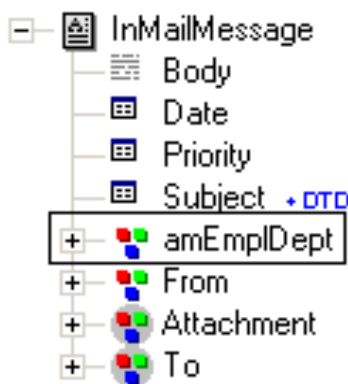 InMailMessage
Body
Date
Priority
Subject + DTD
amEmplDept
From
Attachment
To